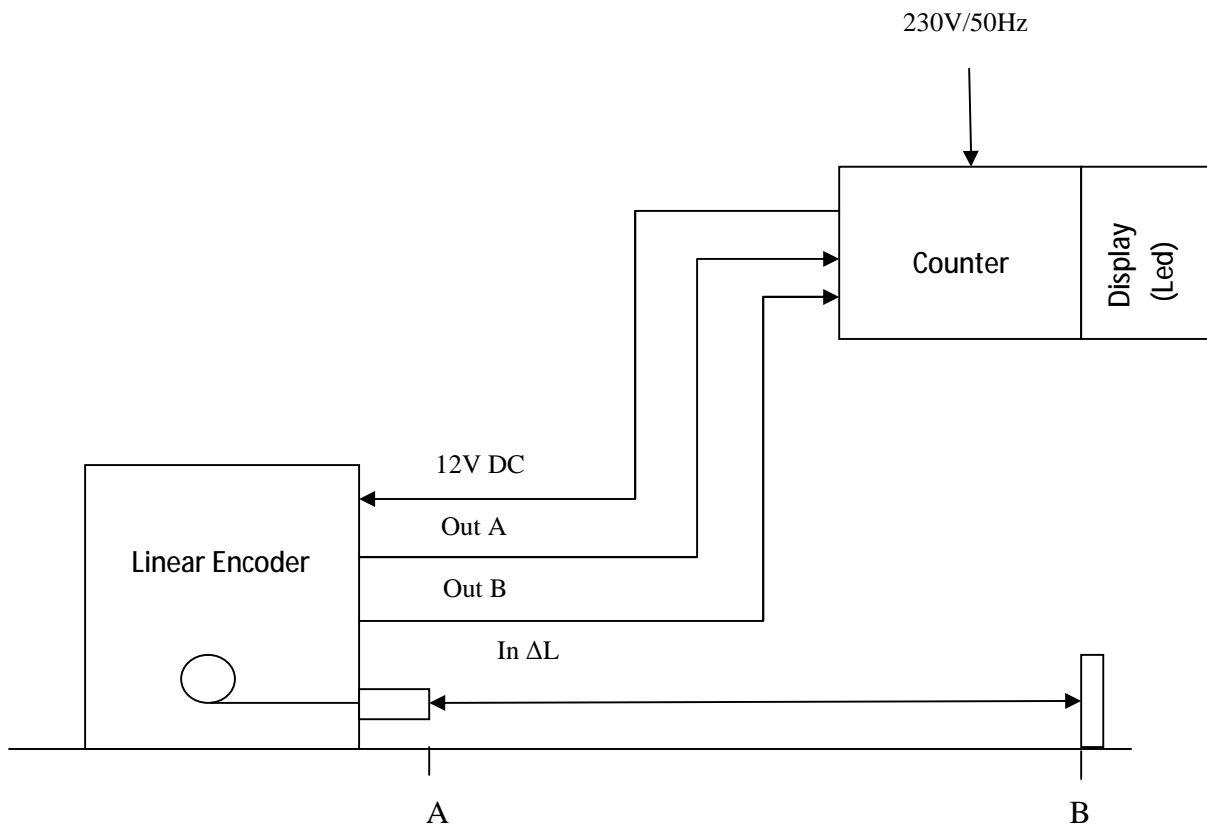 230V/50Hz
Counter
Display
(Led)
12V DC
Out A
Linear Encoder
Out B
In ΔL
A
B